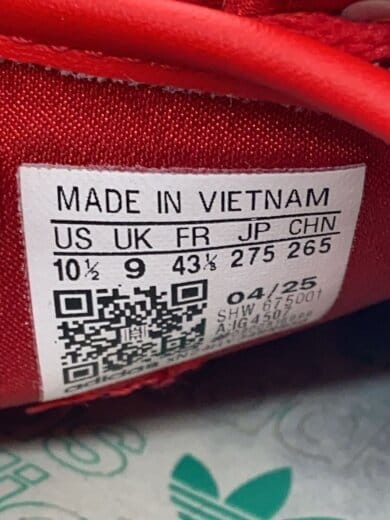 MADE IN VIETNAM
US UK FR JP CHN
10½ 9 43⅓ 275 265
04/25
SHW 675001
adidas